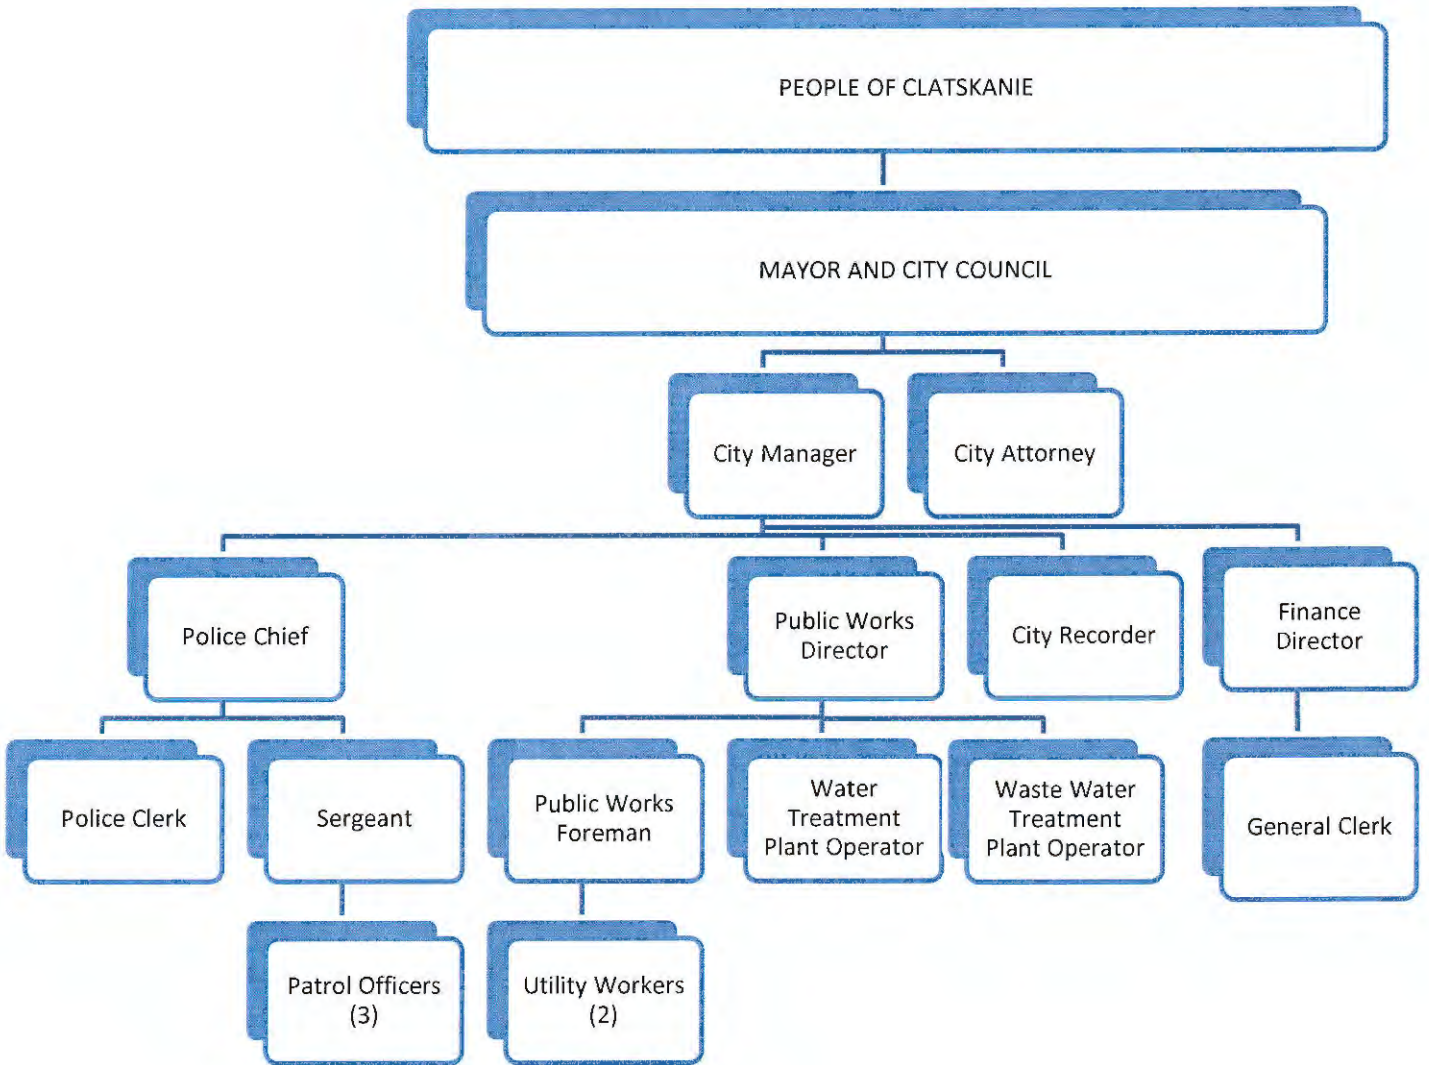 PEOPLE OF CLATSKANIE
MAYOR AND CITY COUNCIL
City Manager
City Attorney
Police Chief
Public Works
Director
City Recorder
Finance
Director
Police Clerk
Sergeant
Public Works
Foreman
Water
Treatment
Plant Operator
Waste Water
Treatment
Plant Operator
General Clerk
Patrol Officers
(3)
Utility Workers
(2)